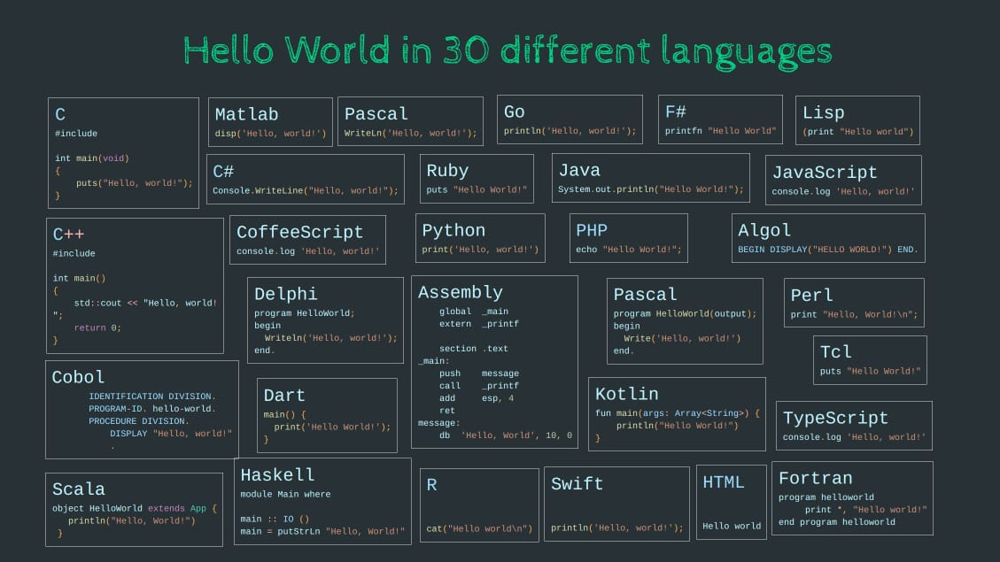 Hello World in 30 different languages
C
#include

int main(void)
{
    puts("Hello, world!");
}
Matlab
disp('Hello, world!')
Pascal
WriteLn('Hello, world!');
Go
println('Hello, world!');
F#
printfn "Hello World"
Lisp
(print "Hello world")
C#
Console.WriteLine("Hello, world!");
Ruby
puts "Hello World!"
Java
System.out.println("Hello World!");
JavaScript
console.log 'Hello, world!'
C++
#include

int main()
{
    std::cout << "Hello, world!
";
    return 0;
}
CoffeeScript
console.log 'Hello, world!'
Python
print('Hello, world!')
PHP
echo "Hello World!";
Algol
BEGIN DISPLAY("HELLO WORLD!") END.
Delphi
program HelloWorld;
begin
  Writeln('Hello, world!');
end.
Assembly
    global  _main
    extern  _printf

    section .text
_main:
    push    message
    call    _printf
    add     esp, 4
    ret
message:
    db  'Hello, World', 10, 0
Pascal
program HelloWorld(output);
begin
  Write('Hello, world!')
end.
Perl
print "Hello, World!\n";
Tcl
puts "Hello World!"
Cobol
       IDENTIFICATION DIVISION.
       PROGRAM-ID. hello-world.
       PROCEDURE DIVISION.
           DISPLAY "Hello, world!"
           .
Dart
main() {
  print('Hello World!');
}
Kotlin
fun main(args: Array<String>) {
    println("Hello World!")
}
TypeScript
console.log 'Hello, world!'
Scala
object HelloWorld extends App {
   println("Hello, World!")
 }
Haskell
module Main where

main :: IO ()
main = putStrLn "Hello, World!"
R
cat("Hello world\n")
Swift
println('Hello, world!');
HTML
Hello world
Fortran
program helloworld
     print *, "Hello world!"
end program helloworld